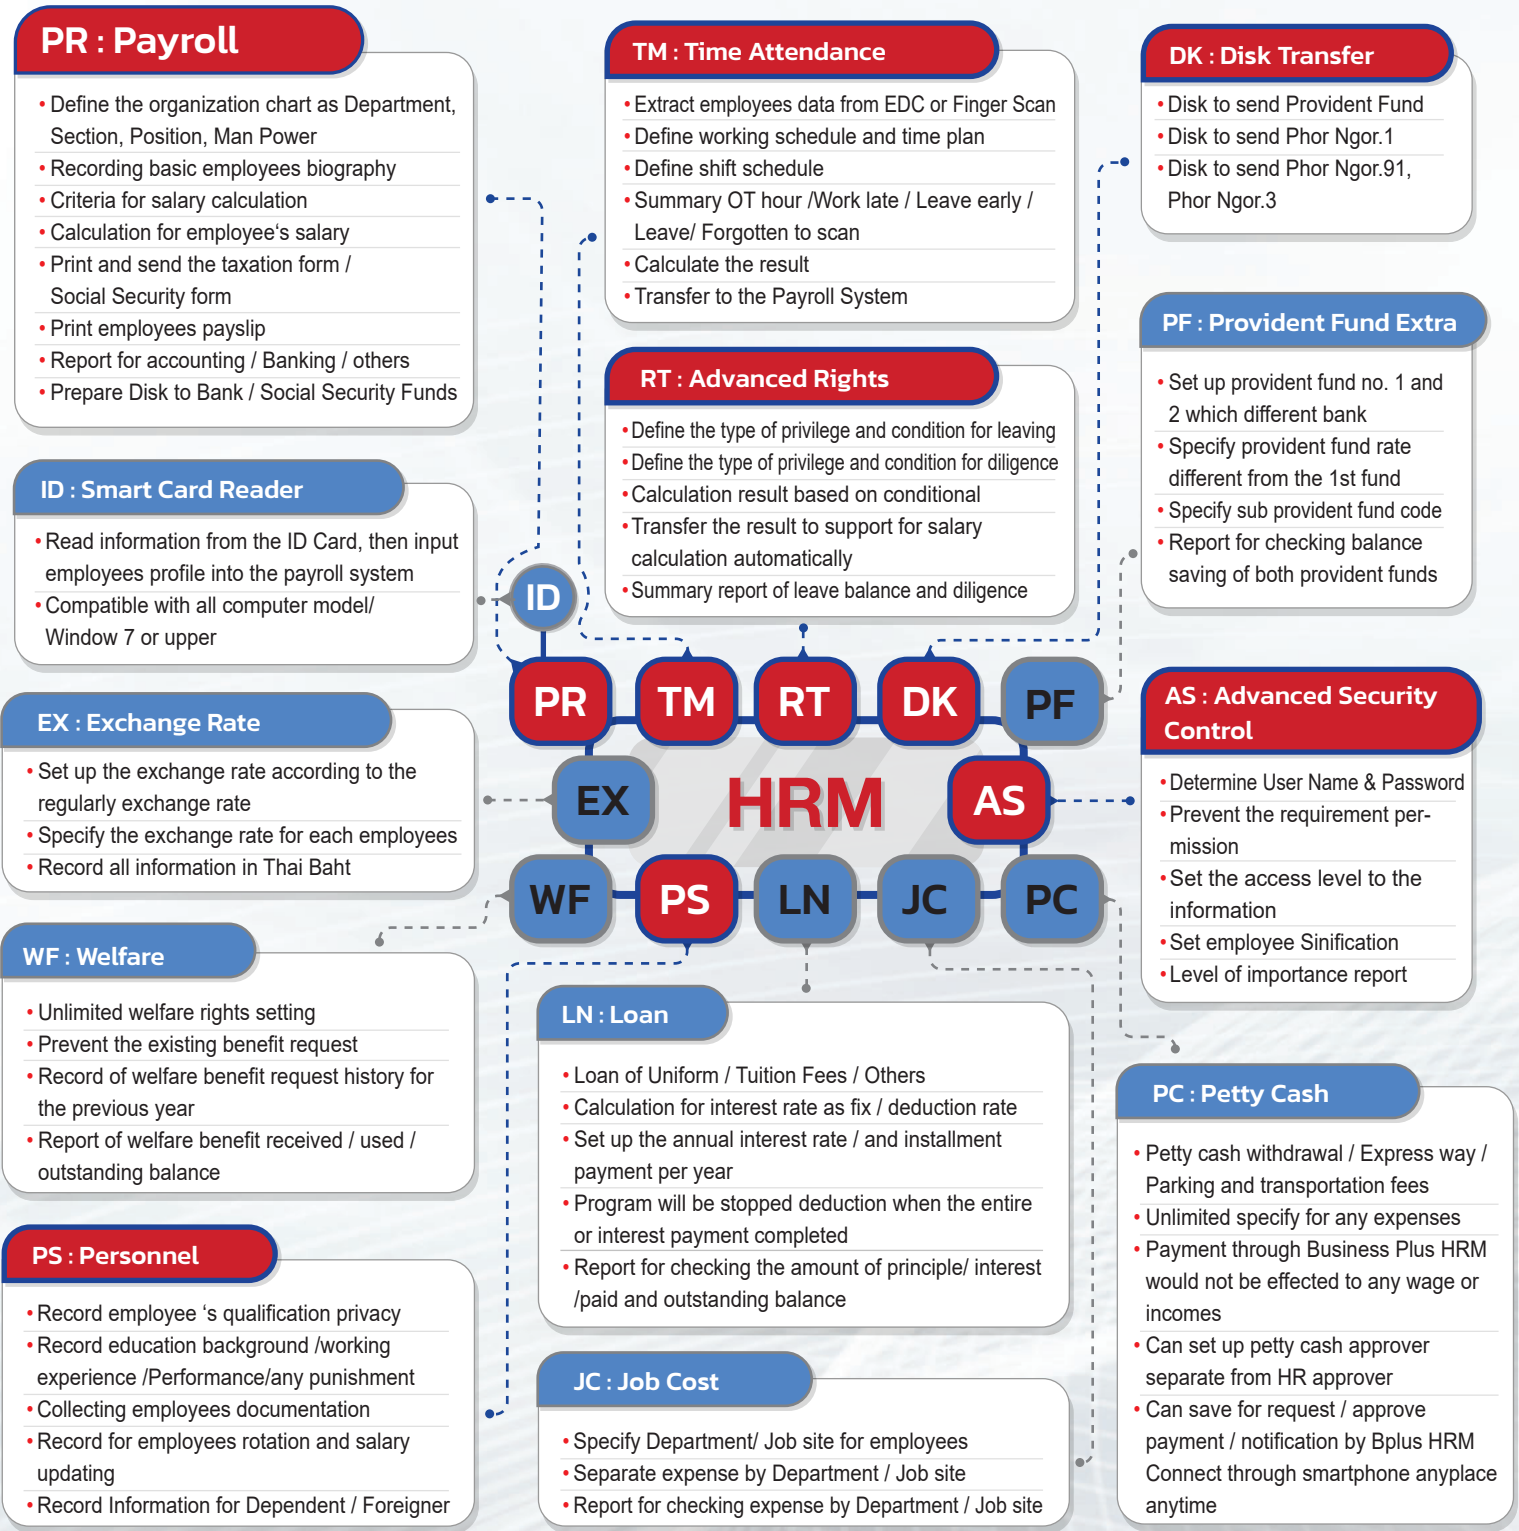 PR : Payroll
• Define the organization chart as Department,
Section, Position, Man Power
• Recording basic employees biography
• Criteria for salary calculation
• Calculation for employee‘s salary
• Print and send the taxation form /
Social Security form
• Print employees payslip
• Report for accounting / Banking / others
• Prepare Disk to Bank / Social Security Funds
TM : Time Attendance
• Extract employees data from EDC or Finger Scan
• Define working schedule and time plan
• Define shift schedule
• Summary OT hour /Work late / Leave early /
Leave/ Forgotten to scan
• Calculate the result
• Transfer to the Payroll System
DK : Disk Transfer
• Disk to send Provident Fund
• Disk to send Phor Ngor.1
• Disk to send Phor Ngor.91,
Phor Ngor.3
RT : Advanced Rights
• Define the type of privilege and condition for leaving
• Define the type of privilege and condition for diligence
• Calculation result based on conditional
• Transfer the result to support for salary
calculation automatically
• Summary report of leave balance and diligence
PF : Provident Fund Extra
• Set up provident fund no. 1 and
2 which different bank
• Specify provident fund rate
different from the 1st fund
• Specify sub provident fund code
• Report for checking balance
saving of both provident funds
ID : Smart Card Reader
• Read information from the ID Card, then input
employees profile into the payroll system
• Compatible with all computer model/
Window 7 or upper
ID
PR
TM
RT
DK
PF
EX
HRM
AS
WF
PS
LN
JC
PC
EX : Exchange Rate
• Set up the exchange rate according to the
regularly exchange rate
• Specify the exchange rate for each employees
• Record all information in Thai Baht
AS : Advanced Security
Control
• Determine User Name & Password
• Prevent the requirement per-
mission
• Set the access level to the
information
• Set employee Sinification
• Level of importance report
WF : Welfare
• Unlimited welfare rights setting
• Prevent the existing benefit request
• Record of welfare benefit request history for
the previous year
• Report of welfare benefit received / used /
outstanding balance
LN : Loan
• Loan of Uniform / Tuition Fees / Others
• Calculation for interest rate as fix / deduction rate
• Set up the annual interest rate / and installment
payment per year
• Program will be stopped deduction when the entire
or interest payment completed
• Report for checking the amount of principle/ interest
/paid and outstanding balance
PC : Petty Cash
• Petty cash withdrawal / Express way /
Parking and transportation fees
• Unlimited specify for any expenses
• Payment through Business Plus HRM
would not be effected to any wage or
incomes
• Can set up petty cash approver
separate from HR approver
• Can save for request / approve
payment / notification by Bplus HRM
Connect through smartphone anyplace
anytime
PS : Personnel
• Record employee ‘s qualification privacy
• Record education background /working
experience /Performance/any punishment
• Collecting employees documentation
• Record for employees rotation and salary
updating
• Record Information for Dependent / Foreigner
JC : Job Cost
• Specify Department/ Job site for employees
• Separate expense by Department / Job site
• Report for checking expense by Department / Job site